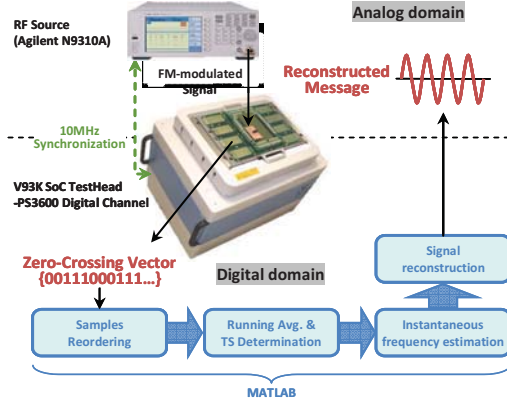 RF Source
(Agilent N9310A)
Analog domain
FM-modulated
Signal
Reconstructed
Message
10MHz
Synchronization
V93K SoC TestHead
-PS3600 Digital Channel
Zero-Crossing Vector
{00111000111...}
Digital domain
Signal
reconstruction
Samples
Reordering
Running Avg. &
TS Determination
Instantaneous
frequency estimation
MATLAB